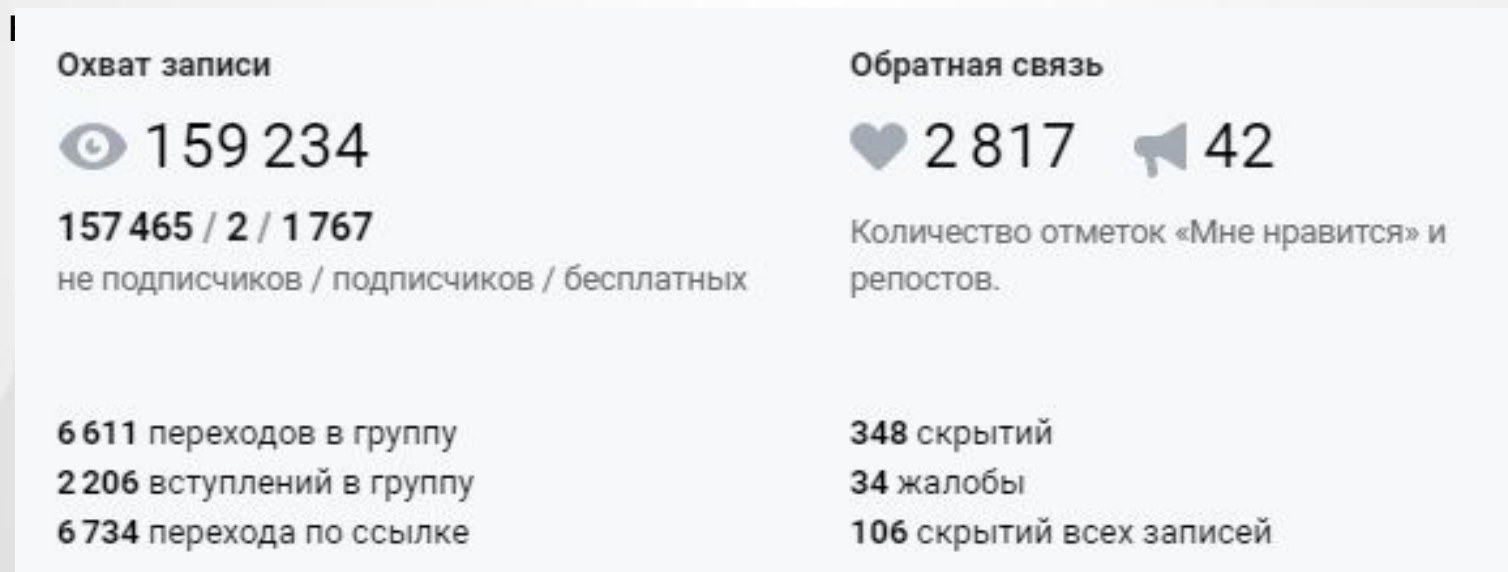 Охват записи
159 234
157 465 / 2 / 1 767
не подписчиков / подписчиков / бесплатных
6 611 переходов в группу
2 206 вступлений в группу
6 734 перехода по ссылке
Обратная связь
2 817 42
Количество отметок «Мне нравится» и
репостов.
348 скрытий
34 жалобы
106 скрытий всех записей